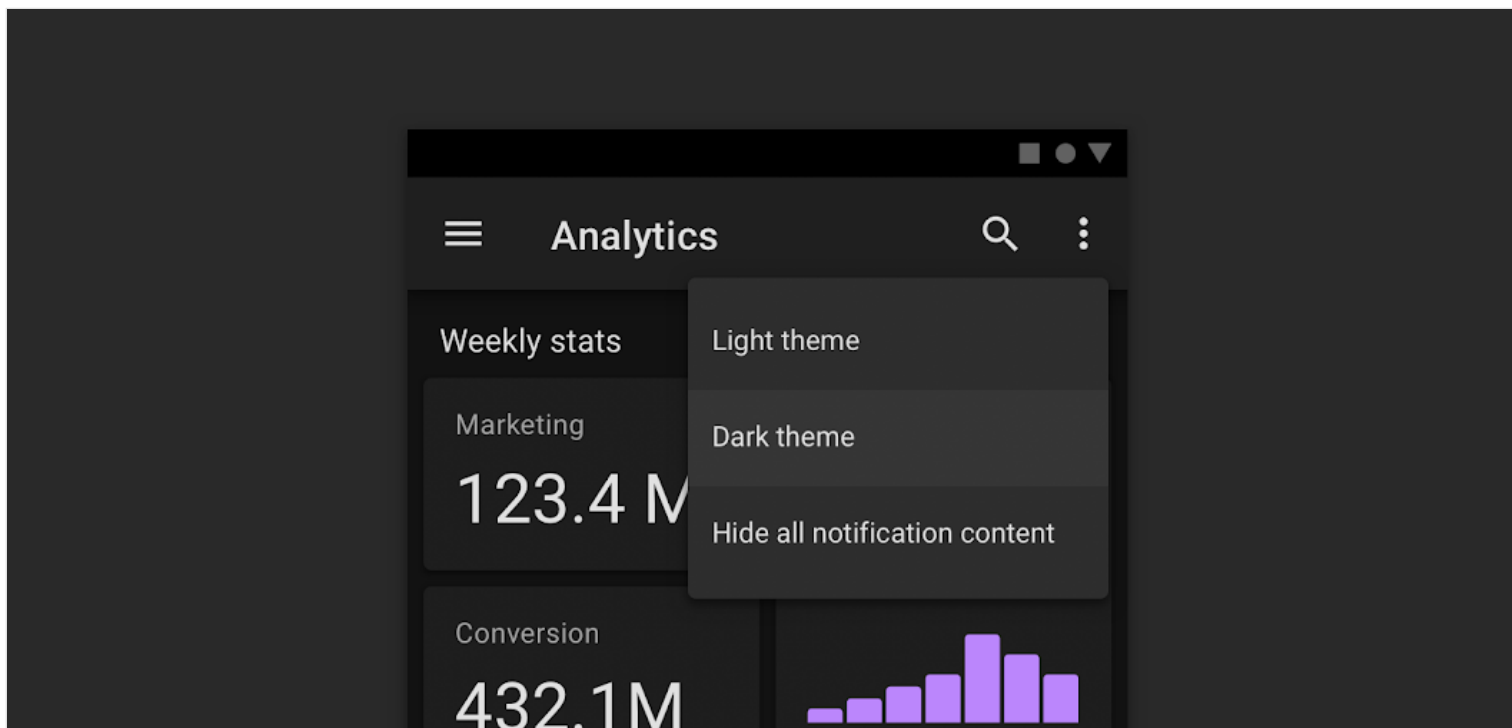 Analytics
Weekly stats
Light theme
Dark theme
Hide all notification content
Marketing
123.4 M
Conversion
432.1M